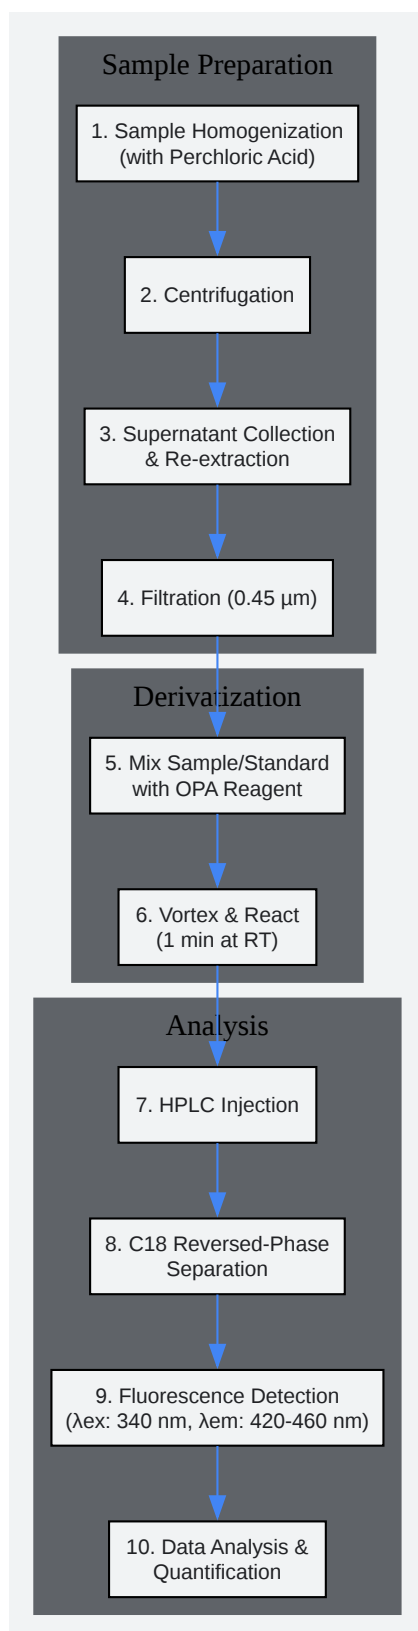 Sample Preparation
1. Sample Homogenization
(with Perchloric Acid)
2. Centrifugation
3. Supernatant Collection
& Re-extraction
4. Filtration (0.45 µm)
Derivatization
5. Mix Sample/Standard
with OPA Reagent
6. Vortex & React
(1 min at RT)
Analysis
7. HPLC Injection
8. C18 Reversed-Phase
Separation
9. Fluorescence Detection
(λex: 340 nm, λem: 420-460 nm)
10. Data Analysis &
Quantification